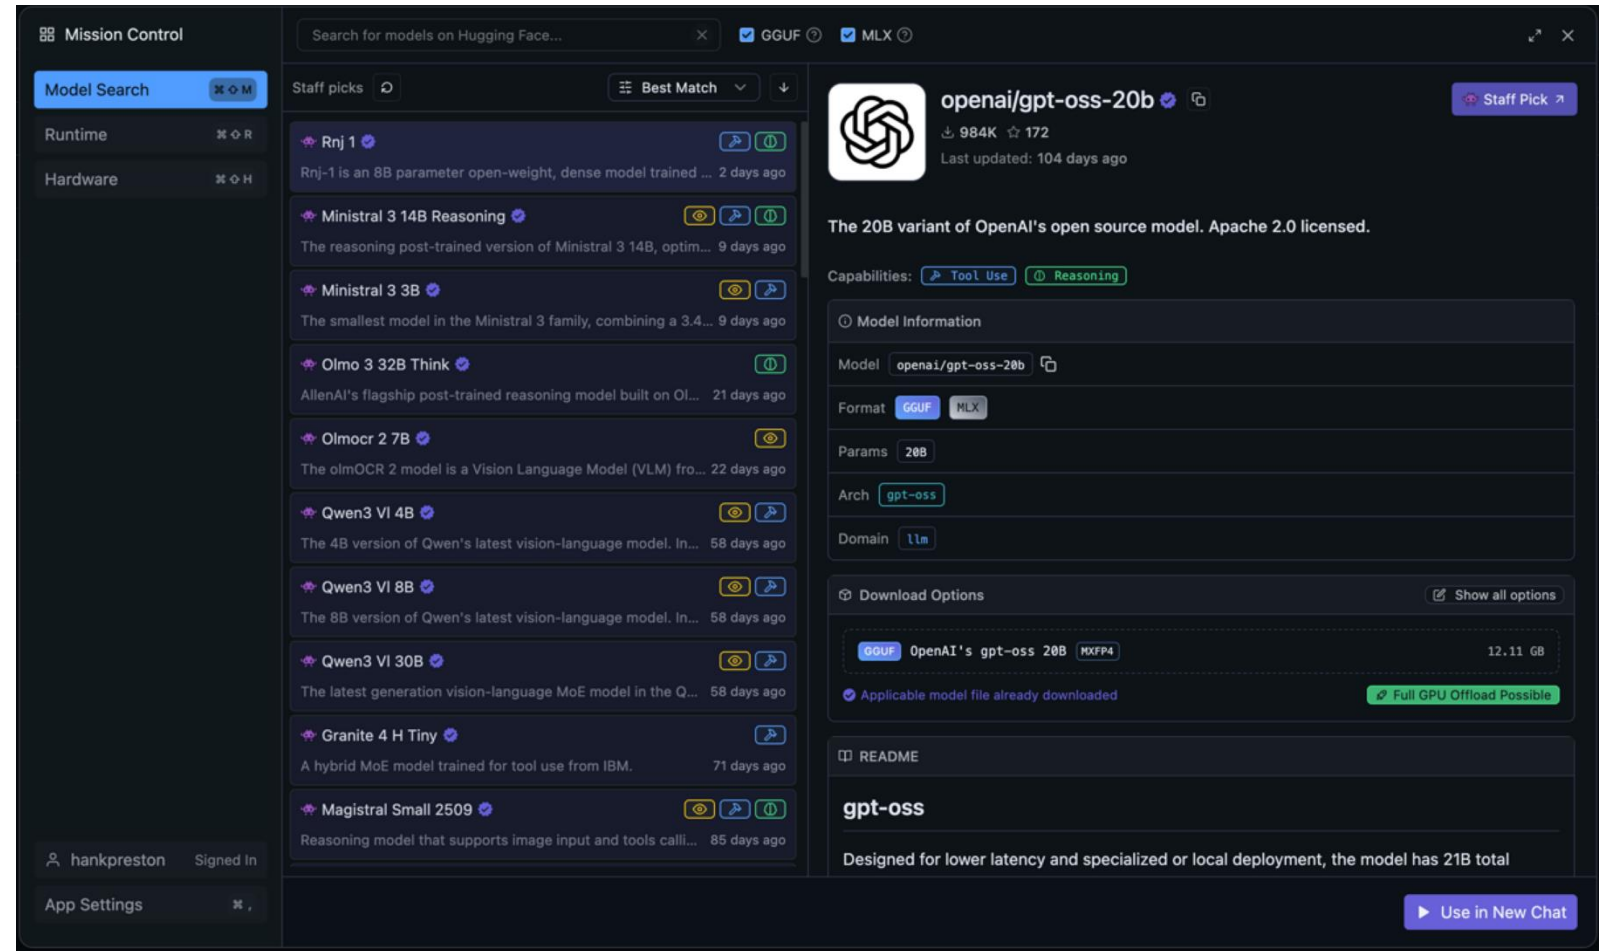 Mission Control
Search for models on Hugging Face...
GGUF
MLX
Model Search ⌘ ⇧ M
Runtime ⌘ ⇧ R
Hardware ⌘ ⇧ H
hankpreston Signed In
App Settings ⌘ ,
Staff picks
Best Match
Rnj 1
Rnj-1 is an 8B parameter open-weight, dense model trained ... 2 days ago
Ministral 3 14B Reasoning
The reasoning post-trained version of Ministral 3 14B, optim... 9 days ago
Ministral 3 3B
The smallest model in the Ministral 3 family, combining a 3.4... 9 days ago
Olmo 3 32B Think
AllenAI's flagship post-trained reasoning model built on Ol... 21 days ago
Olmocr 2 7B
The olmOCR 2 model is a Vision Language Model (VLM) fro... 22 days ago
Qwen3 Vl 4B
The 4B version of Qwen's latest vision-language model. In... 58 days ago
Qwen3 Vl 8B
The 8B version of Qwen's latest vision-language model. In... 58 days ago
Qwen3 Vl 30B
The latest generation vision-language MoE model in the Q... 58 days ago
Granite 4 H Tiny
A hybrid MoE model trained for tool use from IBM. 71 days ago
Magistral Small 2509
Reasoning model that supports image input and tools calli... 85 days ago
openai/gpt-oss-20b
Staff Pick
984K 172
Last updated: 104 days ago
The 20B variant of OpenAI's open source model. Apache 2.0 licensed.
Capabilities: Tool Use Reasoning
Model Information
Model openai/gpt-oss-20b
Format GGUF MLX
Params 20B
Arch gpt-oss
Domain llm
Download Options Show all options
GGUF OpenAI's gpt-oss 20B MXFP4 12.11 GB
Applicable model file already downloaded Full GPU Offload Possible
README
gpt-oss
Designed for lower latency and specialized or local deployment, the model has 21B total
Use in New Chat